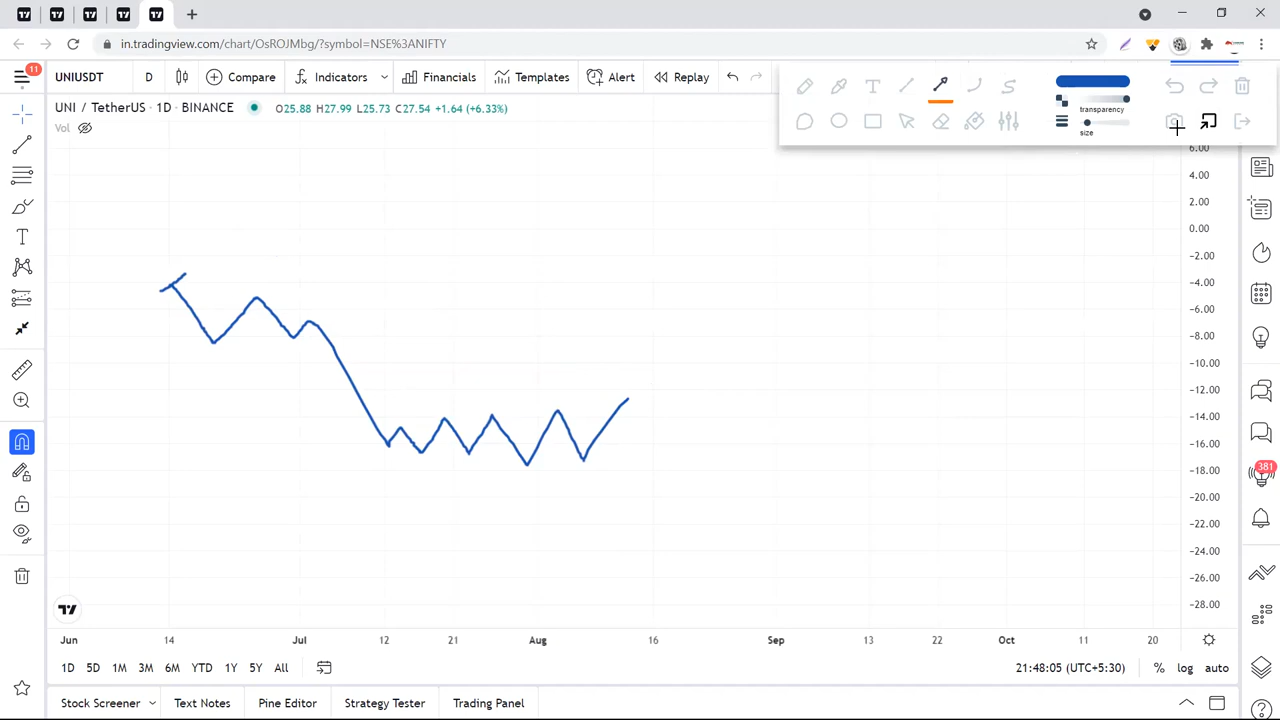 in.tradingview.com/chart/OsROJMbg/?symbol=NSE%3ANIFTY
11
UNIUSDT D Compare Indicators Financials Templates Alert Replay
UNI / TetherUS · 1D · BINANCE O25.88 H27.99 L25.73 C27.54 +1.64 (+6.33%)
Vol
transparency
size
6.00
4.00
2.00
0.00
−2.00
−4.00
−6.00
−8.00
−10.00
−12.00
−14.00
−16.00
−18.00
−20.00
−22.00
−24.00
−26.00
−28.00
381
Jun 14 Jul 12 21 Aug 16 Sep 13 22 Oct 11 20
1D 5D 1M 3M 6M YTD 1Y 5Y All 21:48:05 (UTC+5:30) % log auto
Stock Screener Text Notes Pine Editor Strategy Tester Trading Panel